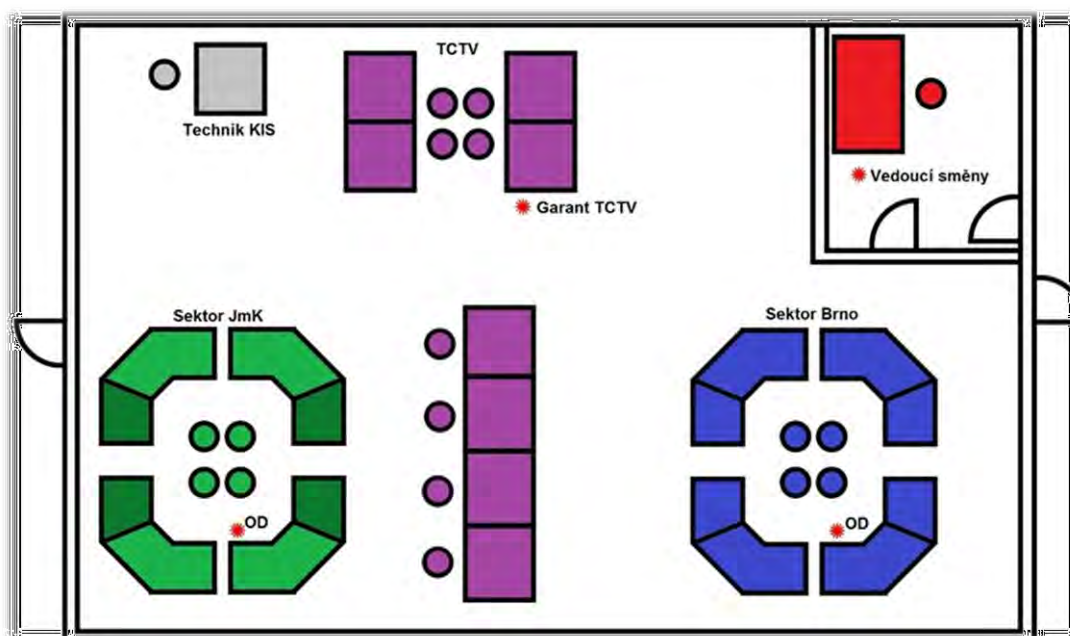 TCTV
Technik KIS
Vedoucí směny
Garant TCTV
Sektor JmK
Sektor Brno
OD
OD